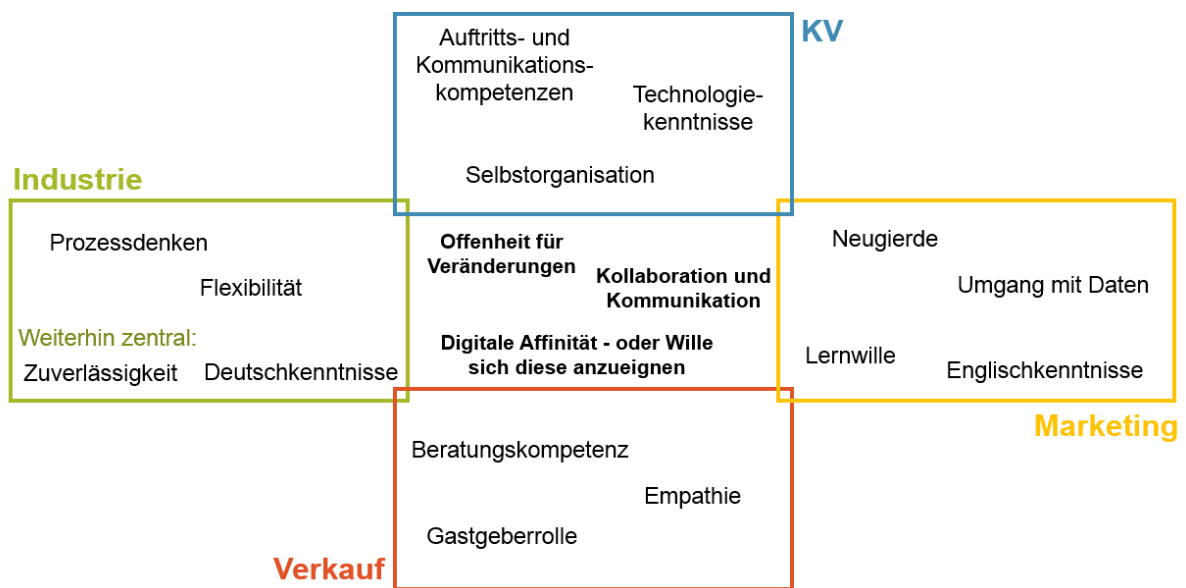 KV
Auftritts- und
Kommunikations-
kompetenzen
Technologie-
kenntnisse
Selbstorganisation
Industrie
Prozessdenken
Flexibilität
Weiterhin zentral:
Zuverlässigkeit
Deutschkenntnisse
Offenheit für
Veränderungen
Kollaboration und
Kommunikation
Digitale Affinität - oder Wille
sich diese anzueignen
Neugierde
Umgang mit Daten
Lernwille
Englischkenntnisse
Marketing
Beratungskompetenz
Empathie
Gastgeberrolle
Verkauf